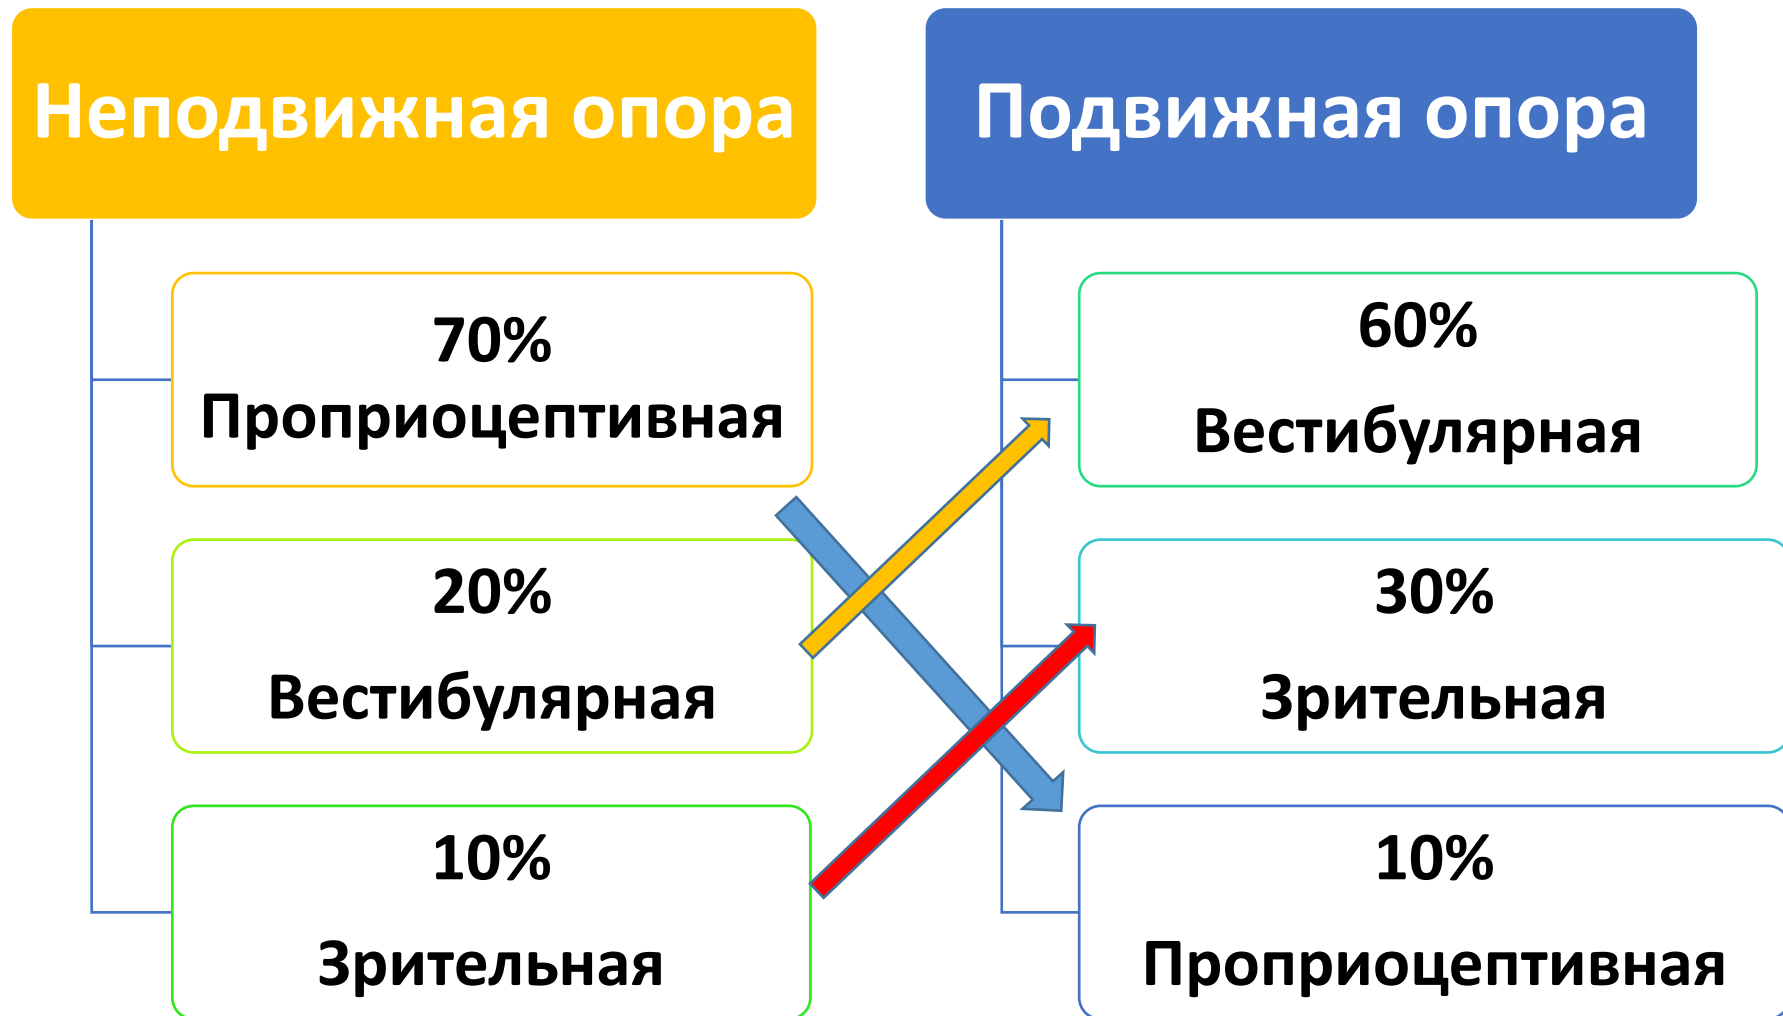 Неподвижная опора
70%
Проприоцептивная
20%
Вестибулярная
10%
Зрительная
Подвижная опора
60%
Вестибулярная
30%
Зрительная
10%
Проприоцептивная